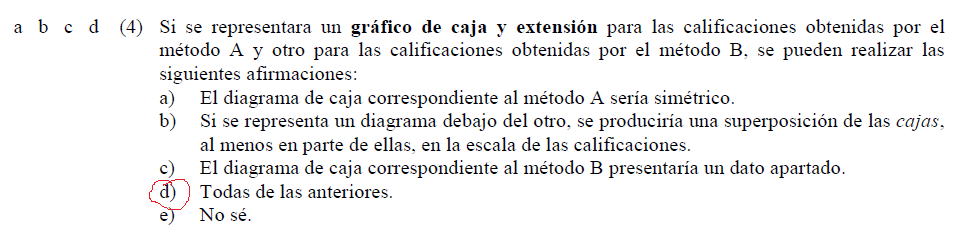 a b c d (4) Si se representara un gráfico de caja y extensión para las calificaciones obtenidas por el
método A y otro para las calificaciones obtenidas por el método B, se pueden realizar las
siguientes afirmaciones:
a) El diagrama de caja correspondiente al método A sería simétrico.
b) Si se representa un diagrama debajo del otro, se produciría una superposición de las cajas,
al menos en parte de ellas, en la escala de las calificaciones.
c) El diagrama de caja correspondiente al método B presentaría un dato apartado.
d) Todas de las anteriores.
e) No sé.